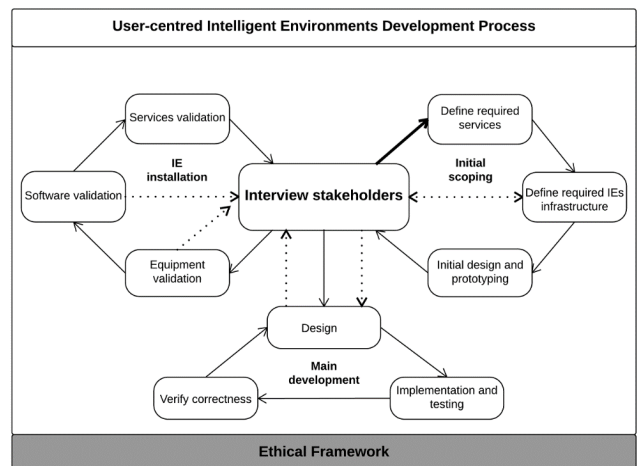 User-centred Intelligent Environments Development Process
Services validation
Define required
services
IE
installation
Initial
scoping
Software validation
Interview stakeholders
Define required IEs
infrastructure
Equipment
validation
Initial design and
prototyping
Design
Main
development
Verify correctness
Implementation and
testing
Ethical Framework